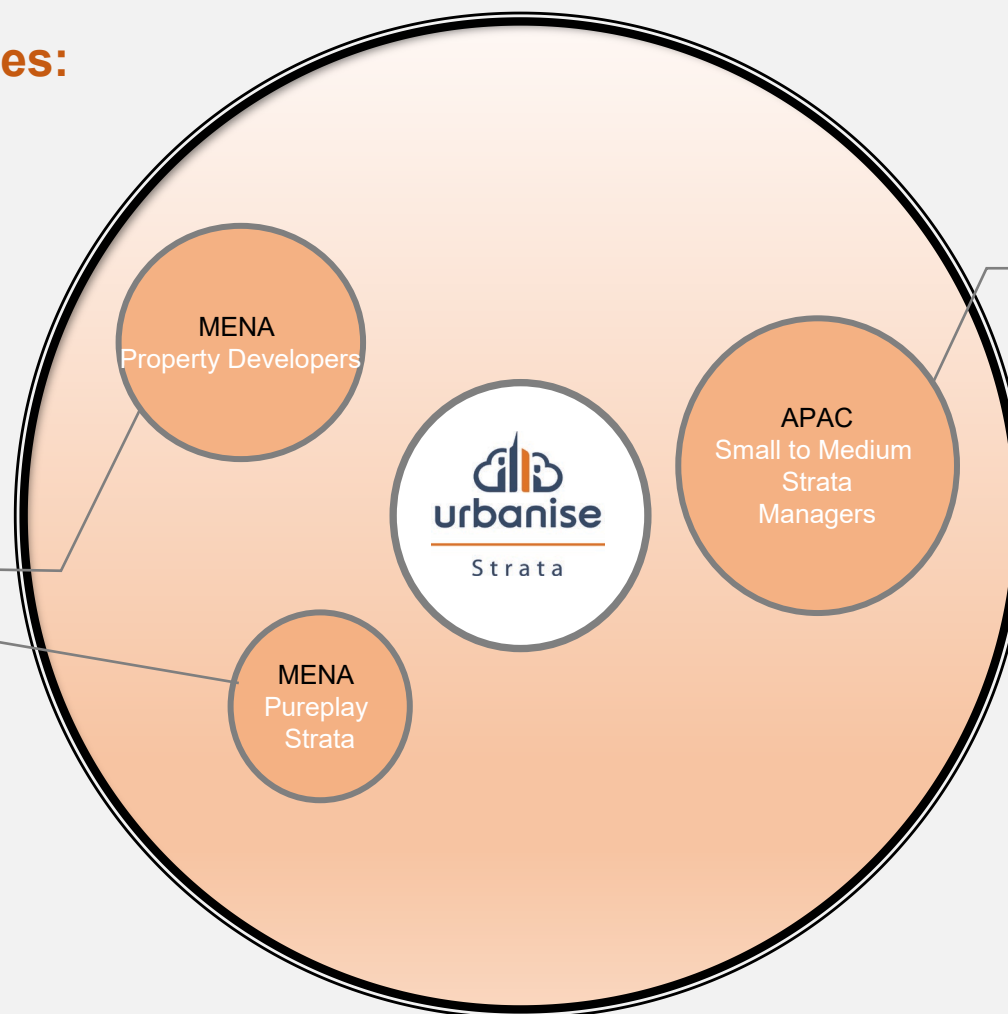 es:
MENA
Property Developers
APAC
Small to Medium
Strata
Managers
urbanise
Strata
MENA
Pureplay
Strata